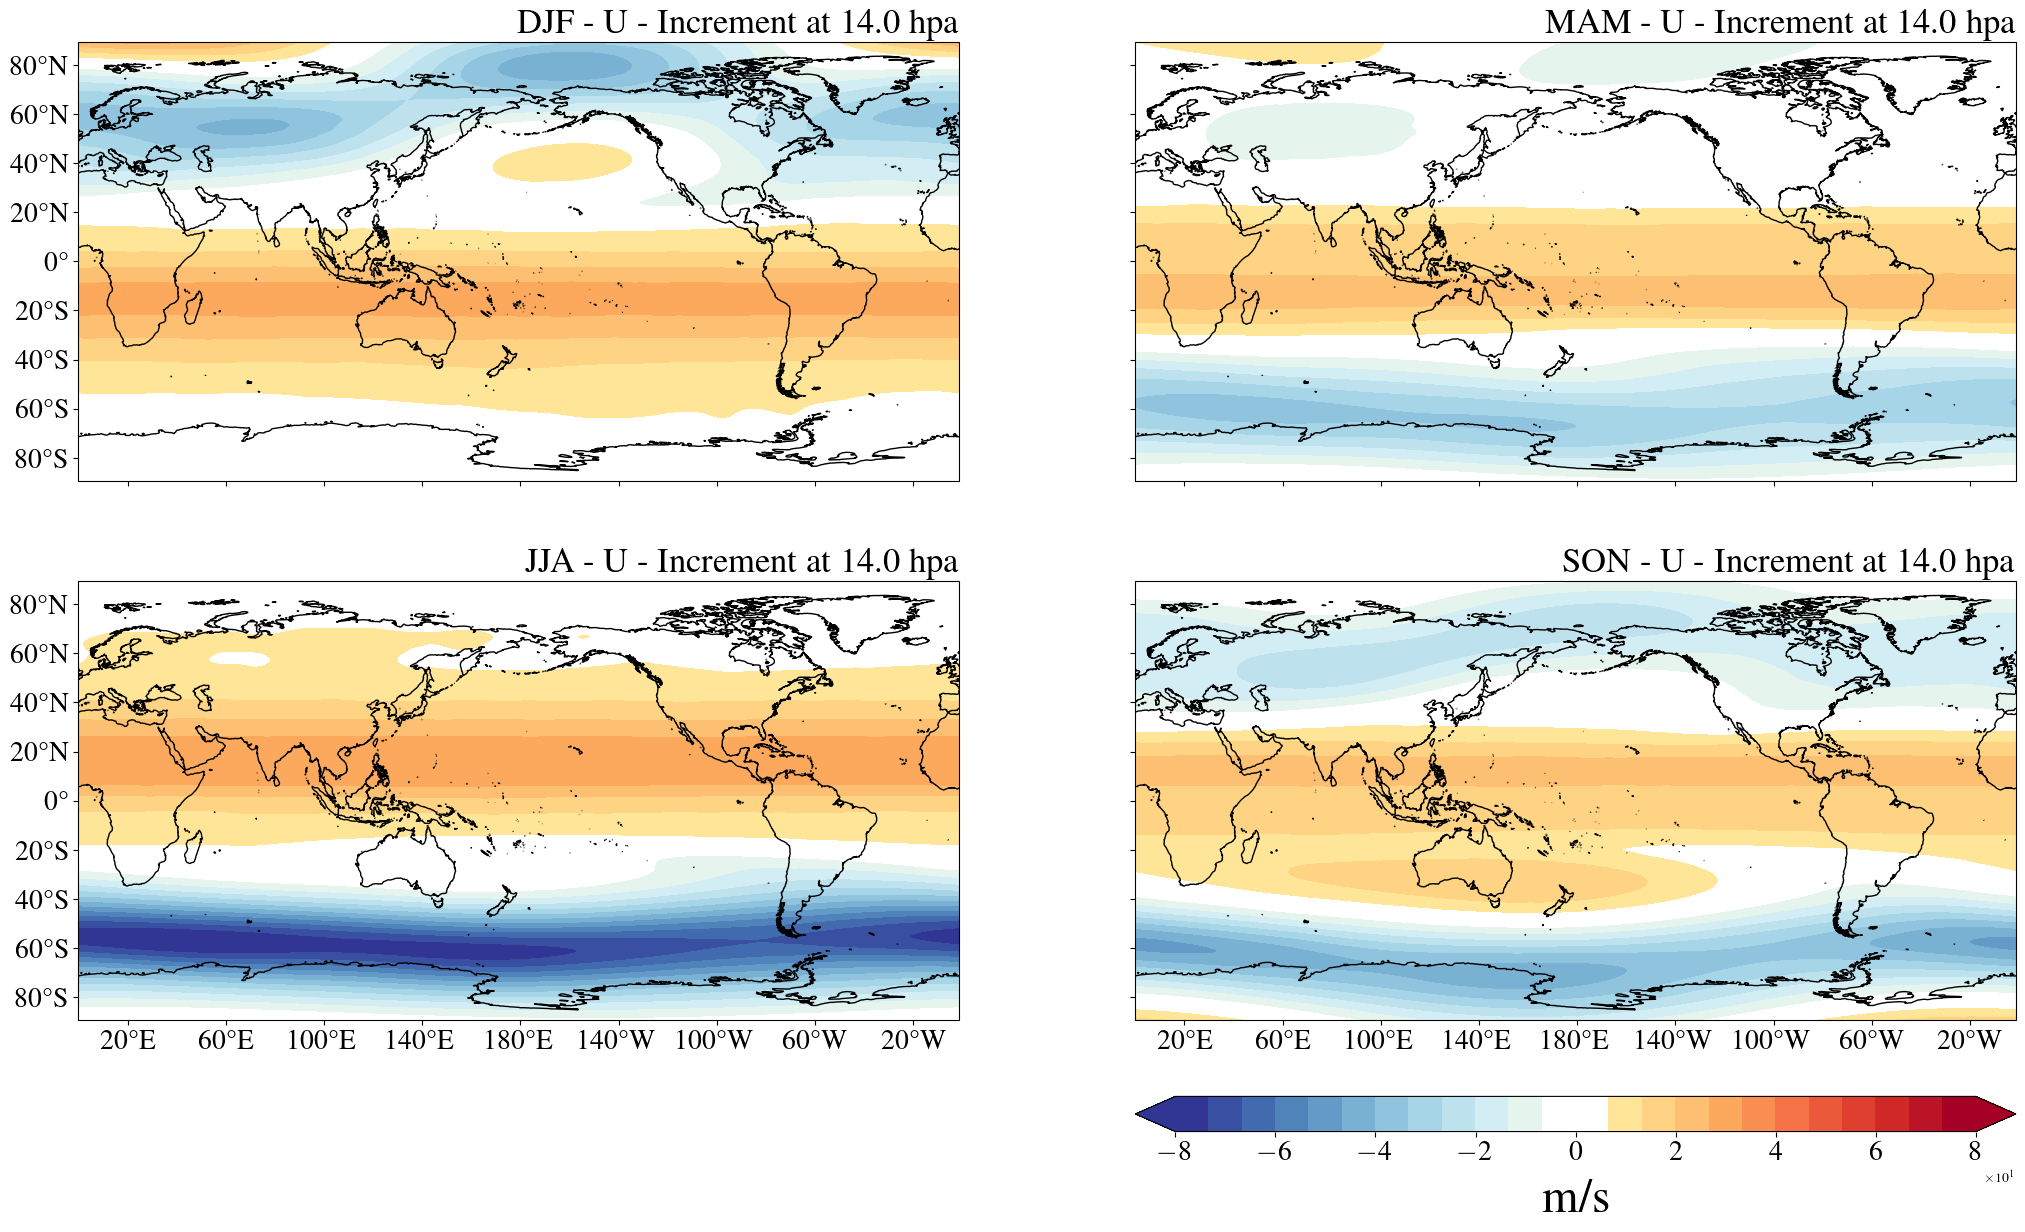 DJF - U - Increment at 14.0 hpa
MAM - U - Increment at 14.0 hpa
80°N
60°N
40°N
20°N
0°
20°S
40°S
60°S
80°S
JJA - U - Increment at 14.0 hpa
SON - U - Increment at 14.0 hpa
80°N
60°N
40°N
20°N
0°
20°S
40°S
60°S
80°S
20°E 60°E 100°E 140°E 180°E 140°W 100°W 60°W 20°W
20°E 60°E 100°E 140°E 180°E 140°W 100°W 60°W 20°W
−8 −6 −4 −2 0 2 4 6 8
×10¹
m/s